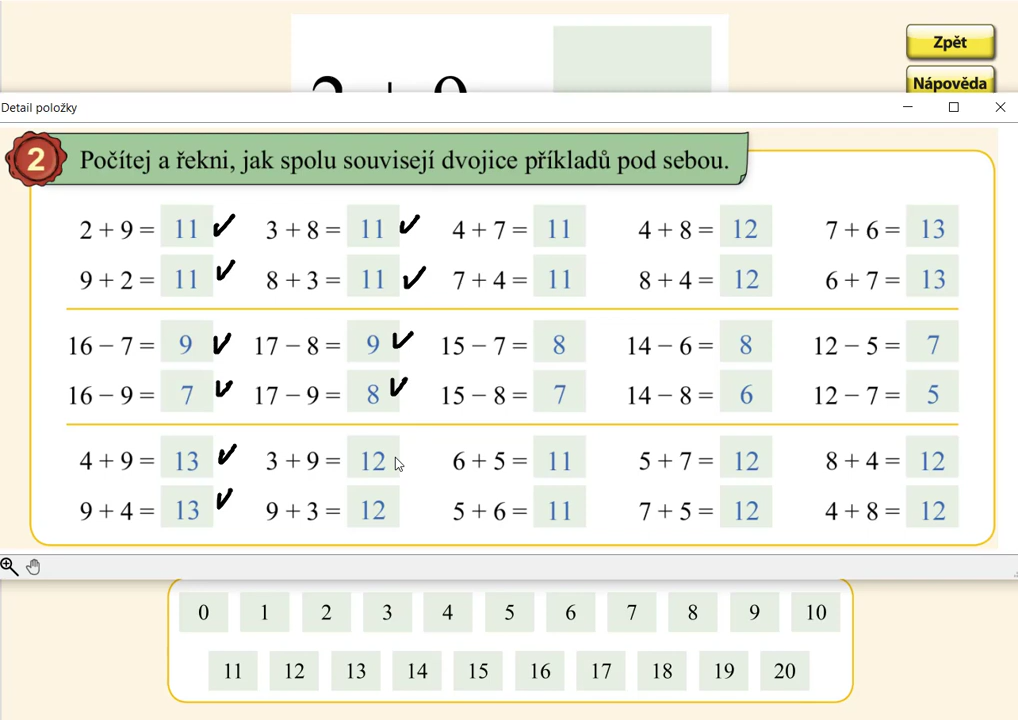 Zpět
Nápověda
Detail položky
2 Počítej a řekni, jak spolu souvisejí dvojice příkladů pod sebou.
2 + 9 = 11 ✓ 3 + 8 = 11 ✓ 4 + 7 = 11 4 + 8 = 12 7 + 6 = 13
9 + 2 = 11 ✓ 8 + 3 = 11 ✓ 7 + 4 = 11 8 + 4 = 12 6 + 7 = 13
16 − 7 = 9 ✓ 17 − 8 = 9 ✓ 15 − 7 = 8 14 − 6 = 8 12 − 5 = 7
16 − 9 = 7 ✓ 17 − 9 = 8 ✓ 15 − 8 = 7 14 − 8 = 6 12 − 7 = 5
4 + 9 = 13 ✓ 3 + 9 = 12 6 + 5 = 11 5 + 7 = 12 8 + 4 = 12
9 + 4 = 13 ✓ 9 + 3 = 12 5 + 6 = 11 7 + 5 = 12 4 + 8 = 12
0 1 2 3 4 5 6 7 8 9 10
11 12 13 14 15 16 17 18 19 20